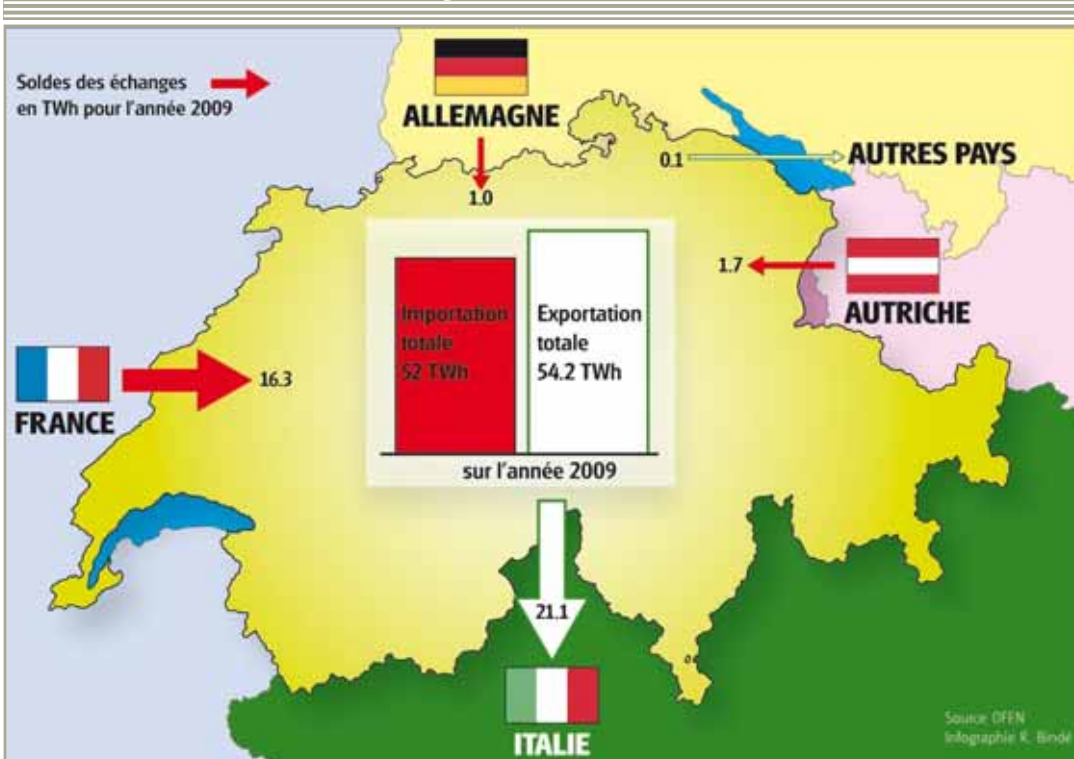 Soldes des échanges
en TWh pour l'année 2009
ALLEMAGNE
1.0
0.1
AUTRES PAYS
1.7
AUTRICHE
FRANCE
16.3
Importation
totale
52 TWh
Exportation
totale
54.2 TWh
sur l'année 2009
21.1
ITALIE
Source OFEN
Infographie R. Bindé